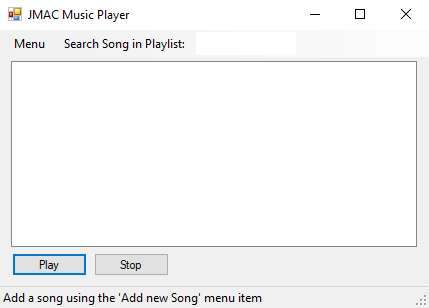 JMAC Music Player
Menu Search Song in Playlist:
Play Stop
Add a song using the 'Add new Song' menu item